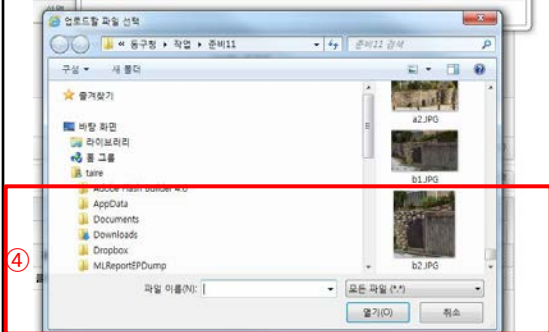 업로드할 파일 선택
« 동구청 ▸ 작업 ▸ 준비11
준비11 검색
구성 ▾ 새 폴더
즐겨찾기
바탕 화면
라이브러리
홈 그룹
taire
Adobe Flash Builder 4.6
AppData
Documents
Downloads
Dropbox
MLReportEPDump
a2.JPG
b1.JPG
b2.JPG
④
파일 이름(N):
모든 파일 (*.*)
열기(O) 취소